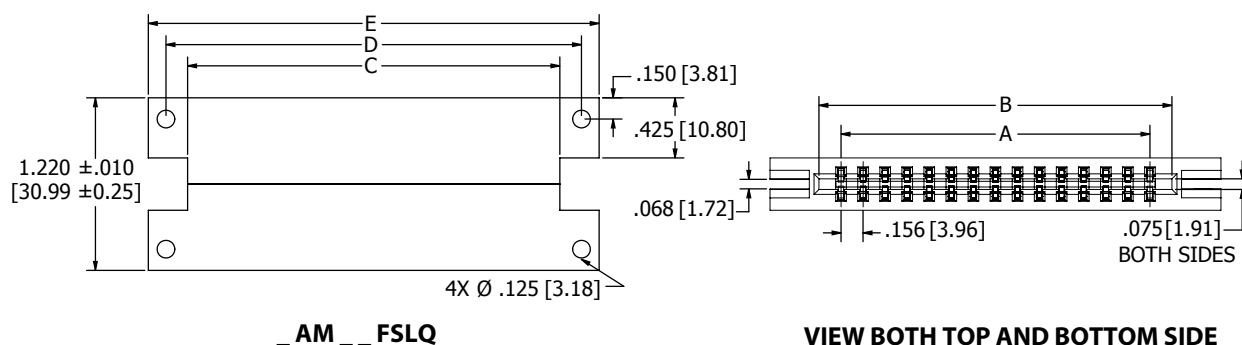 E
D
C
.150 [3.81]
.425 [10.80]
1.220 ±.010
[30.99 ±0.25]
4X Ø .125 [3.18]
_ AM _ _ FSLQ
B
A
.068 [1.72]
.156 [3.96]
.075[1.91]
BOTH SIDES
VIEW BOTH TOP AND BOTTOM SIDE